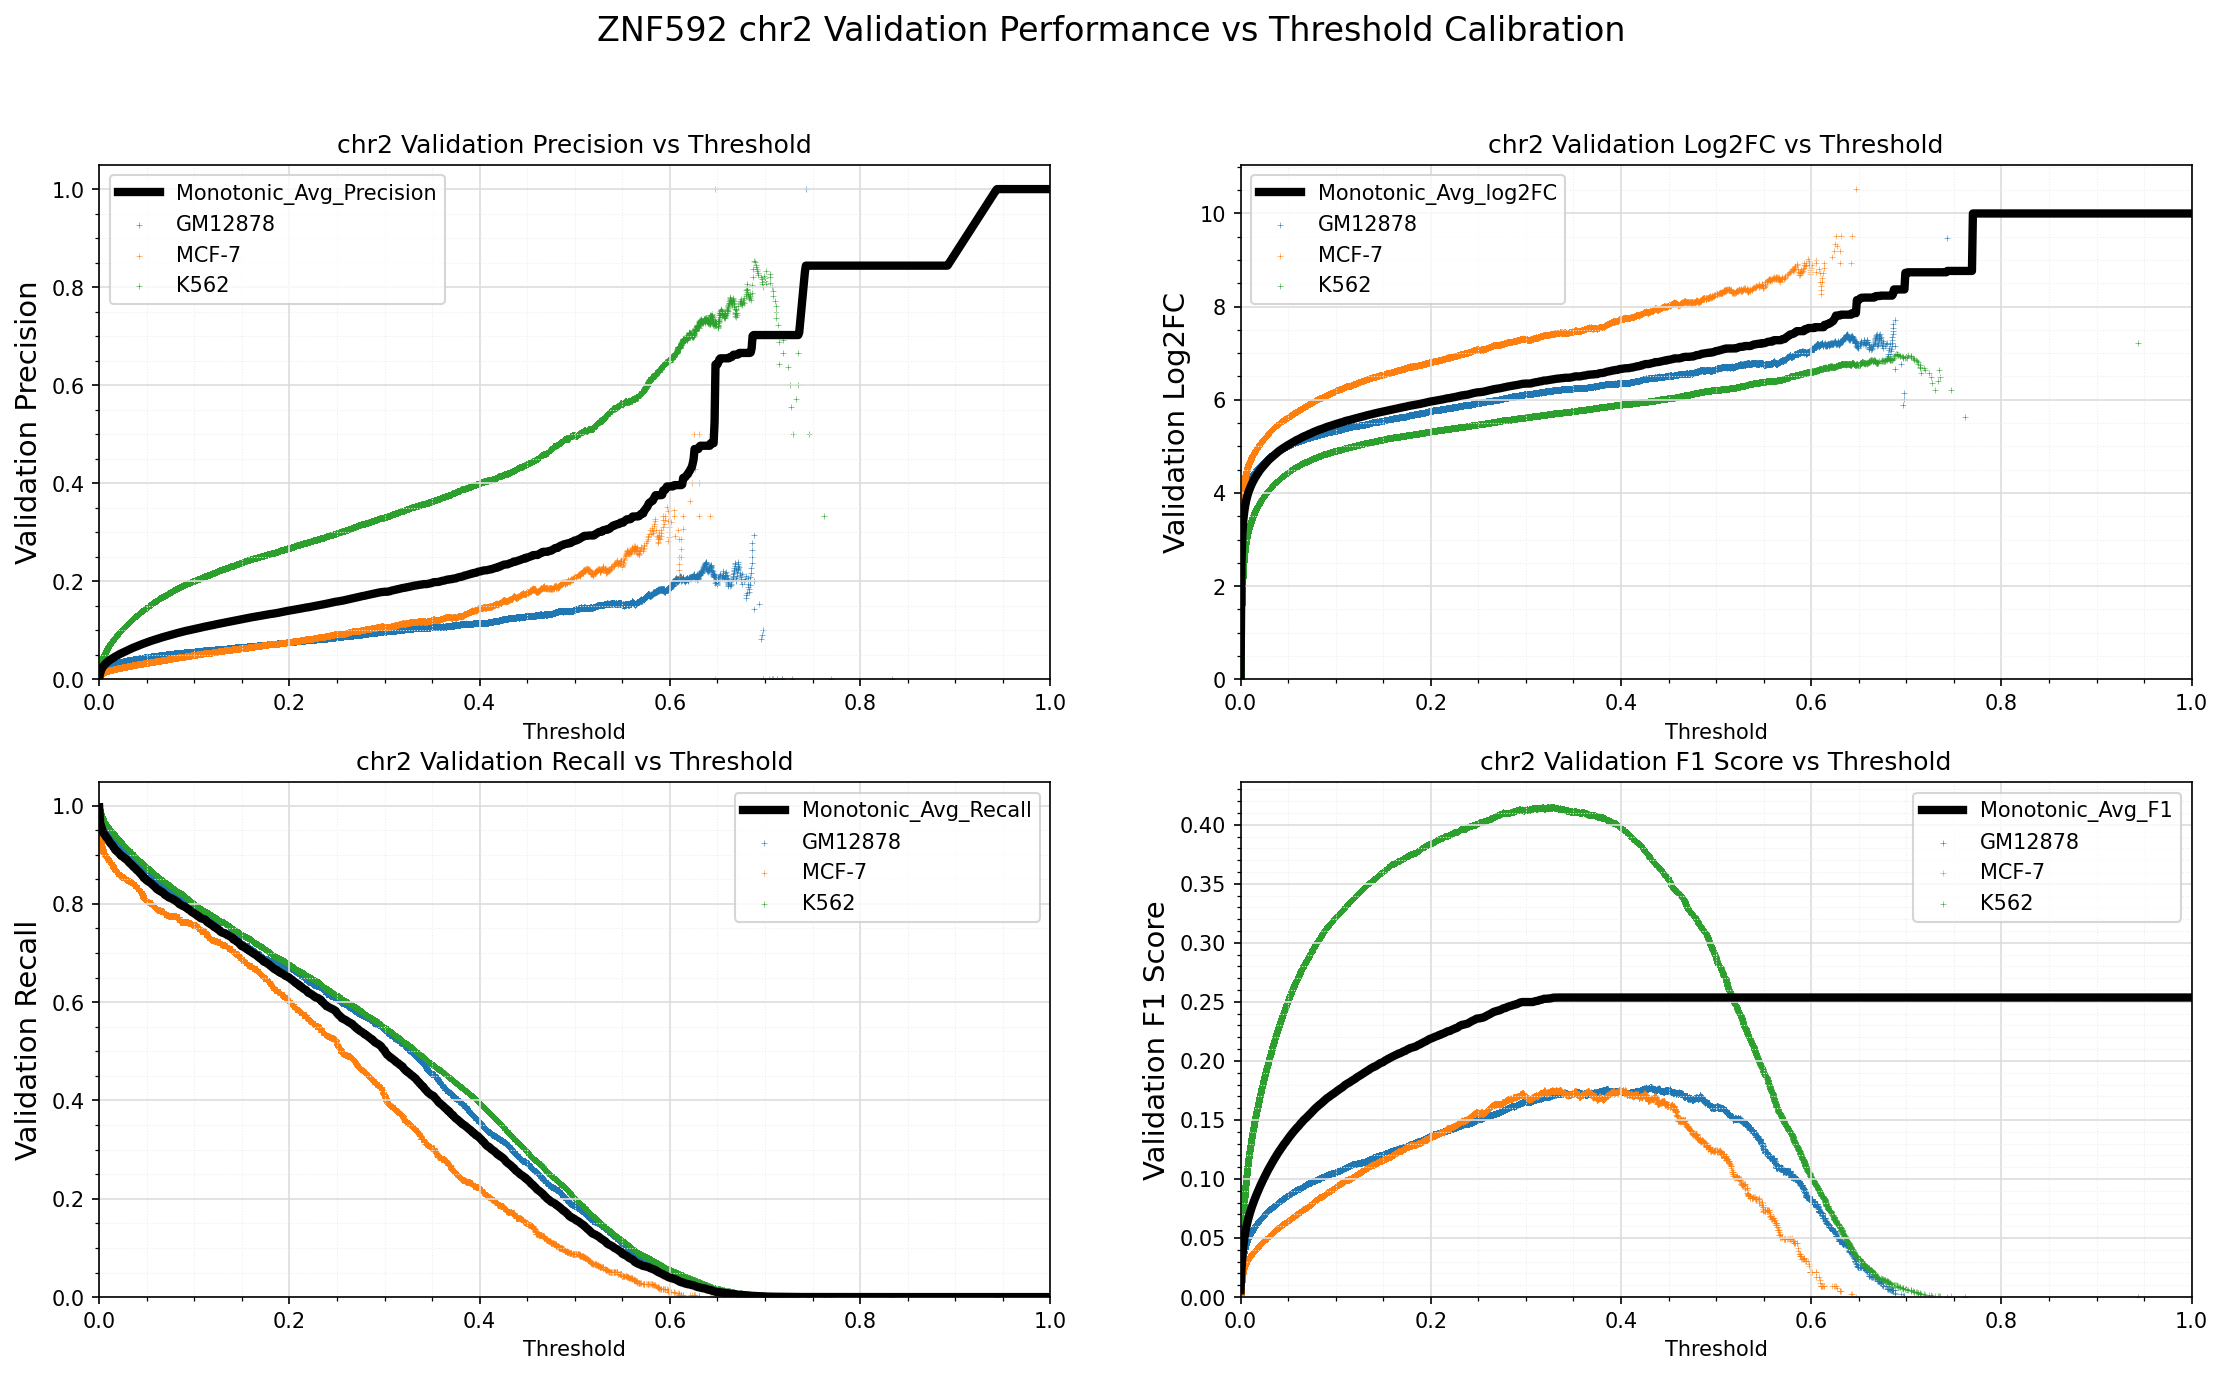 ZNF592 chr2 Validation Performance vs Threshold Calibration
chr2 Validation Precision vs Threshold
Validation Precision
1.0
0.8
0.6
0.4
0.2
0.0
Monotonic_Avg_Precision
GM12878
MCF-7
K562
0.0 0.2 0.4 0.6 0.8 1.0
Threshold
chr2 Validation Log2FC vs Threshold
Validation Log2FC
10
8
6
4
2
0
Monotonic_Avg_log2FC
GM12878
MCF-7
K562
0.0 0.2 0.4 0.6 0.8 1.0
Threshold
chr2 Validation Recall vs Threshold
Validation Recall
1.0
0.8
0.6
0.4
0.2
0.0
Monotonic_Avg_Recall
GM12878
MCF-7
K562
0.0 0.2 0.4 0.6 0.8 1.0
Threshold
chr2 Validation F1 Score vs Threshold
Validation F1 Score
0.40
0.35
0.30
0.25
0.20
0.15
0.10
0.05
0.00
Monotonic_Avg_F1
GM12878
MCF-7
K562
0.0 0.2 0.4 0.6 0.8 1.0
Threshold